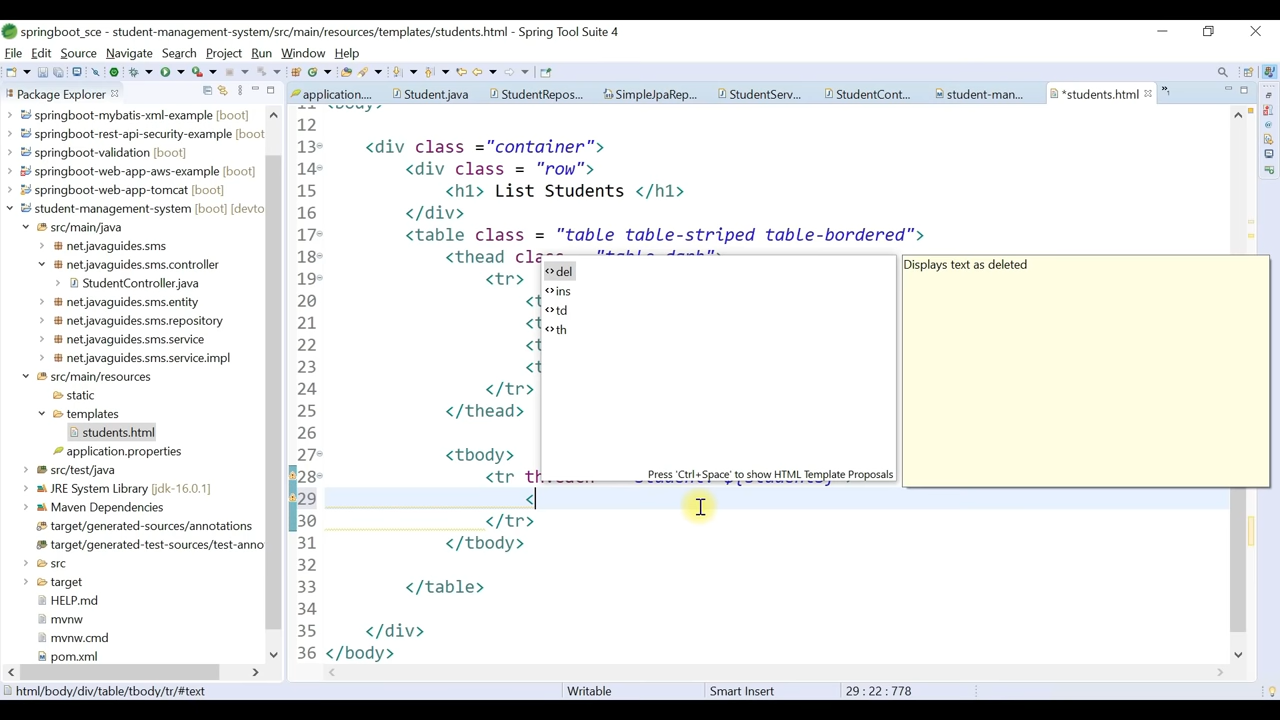 springboot_sce - student-management-system/src/main/resources/templates/students.html - Spring Tool Suite 4
File Edit Source Navigate Search Project Run Window Help
Package Explorer
application.... Student.java StudentRepos... SimpleJpaRep... StudentServ... StudentCont... student-man... *students.html
springboot-mybatis-xml-example [boot]
springboot-rest-api-security-example [boot
springboot-validation [boot]
springboot-web-app-aws-example [boot]
springboot-web-app-tomcat [boot]
student-management-system [boot] [devto
src/main/java
net.javaguides.sms
net.javaguides.sms.controller
StudentController.java
net.javaguides.sms.entity
net.javaguides.sms.repository
net.javaguides.sms.service
net.javaguides.sms.service.impl
src/main/resources
static
templates
students.html
application.properties
src/test/java
JRE System Library [jdk-16.0.1]
Maven Dependencies
target/generated-sources/annotations
target/generated-test-sources/test-anno
src
target
HELP.md
mvnw
mvnw.cmd
pom.xml
11 <body>
12
13 <div class ="container">
14 <div class = "row">
15 <h1> List Students </h1>
16 </div>
17 <table class = "table table-striped table-bordered">
18 <thead class = "table-dark">
19 <tr>
20 <t
21 <t
22 <t
23 <t
24 </tr>
25 </thead>
26
27 <tbody>
28 <tr th:each = "student: ${students}">
29 <
30 </tr>
31 </tbody>
32
33 </table>
34
35 </div>
36 </body>
del
ins
td
th
Press 'Ctrl+Space' to show HTML Template Proposals
Displays text as deleted
html/body/div/table/tbody/tr/#text Writable Smart Insert 29 : 22 : 778